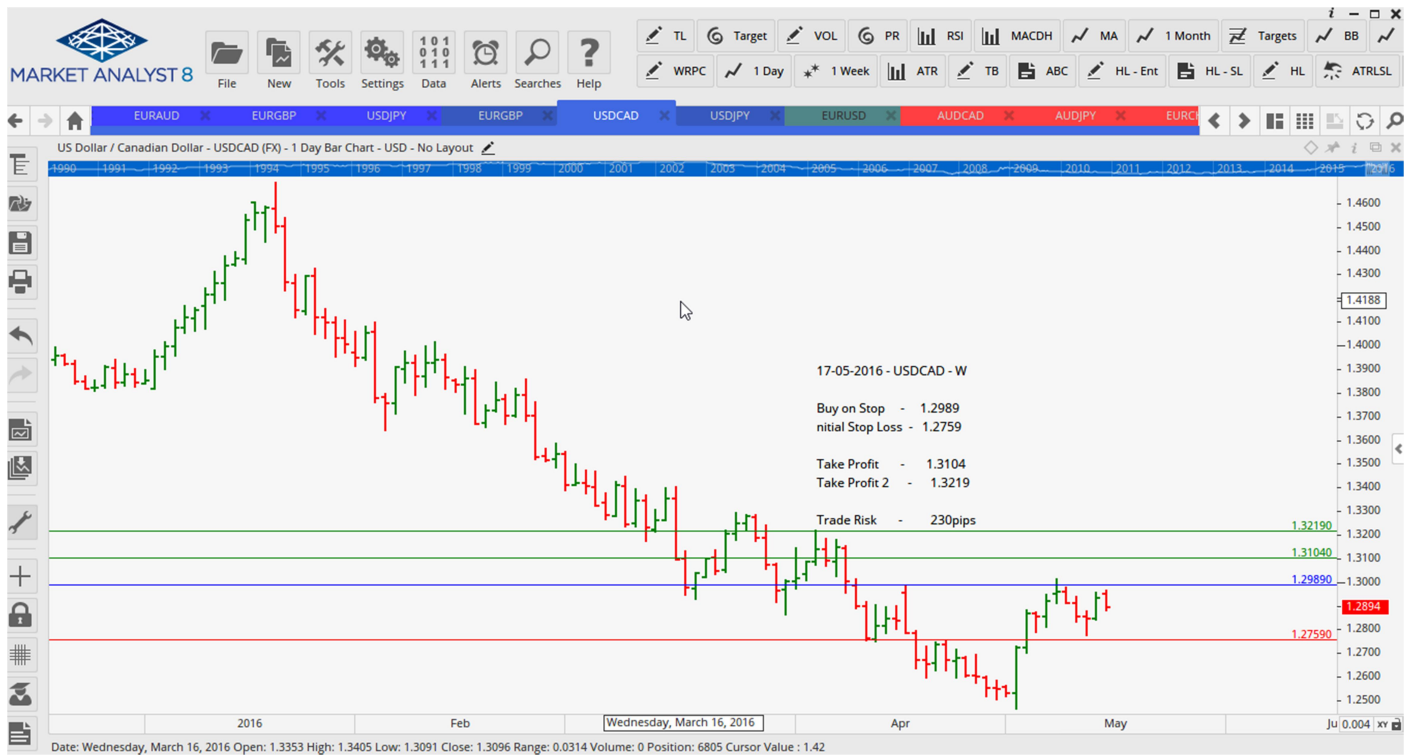 i
MARKET ANALYST 8
File New Tools Settings Data Alerts Searches Help
101
010
111
TL Target VOL PR RSI MACDH MA 1 Month Targets BB
WRPC 1 Day 1 Week ATR TB ABC HL - Ent HL - SL HL ATRLSL
EURAUD EURGBP USDJPY EURGBP USDCAD USDJPY EURUSD AUDCAD AUDJPY EURCH
US Dollar / Canadian Dollar - USDCAD (FX) - 1 Day Bar Chart - USD - No Layout
1990 1991 1992 1993 1994 1995 1996 1997 1998 1999 2000 2001 2002 2003 2004 2005 2006 2007 2008 2009 2010 2011 2012 2013 2014 2015 2016
1.4600
1.4500
1.4400
1.4300
1.4188
1.4100
1.4000
1.3900
1.3800
1.3700
1.3600
1.3500
1.3400
1.3300
1.3200
1.3100
1.3000
1.2894
1.2800
1.2700
1.2600
1.2500
17-05-2016 - USDCAD - W
Buy on Stop - 1.2989
nitial Stop Loss - 1.2759
Take Profit - 1.3104
Take Profit 2 - 1.3219
Trade Risk - 230pips
1.32190
1.31040
1.29890
1.27590
2016 Feb Wednesday, March 16, 2016 Apr May Ju 0.004 XY
Date: Wednesday, March 16, 2016 Open: 1.3353 High: 1.3405 Low: 1.3091 Close: 1.3096 Range: 0.0314 Volume: 0 Position: 6805 Cursor Value : 1.42